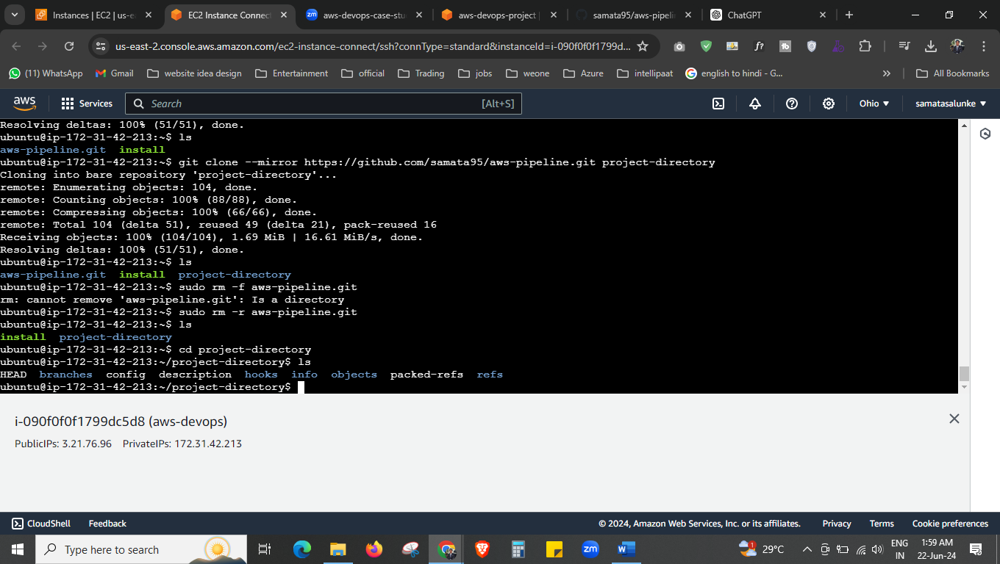 Instances | EC2 | us-ea
EC2 Instance Connect
aws-devops-case-stu
aws-devops-project |
samata95/aws-pipelin
ChatGPT
us-east-2.console.aws.amazon.com/ec2-instance-connect/ssh?connType=standard&instanceId=i-090f0f0f1799d...
(11) WhatsApp
Gmail
website idea design
Entertainment
official
Trading
jobs
weone
Azure
intellipaat
english to hindi - G...
All Bookmarks
aws
Services
Search
[Alt+S]
Ohio
samatasalunke
Resolving deltas: 100% (51/51), done.
ubuntu@ip-172-31-42-213:~$ ls
aws-pipeline.git  install
ubuntu@ip-172-31-42-213:~$ git clone --mirror https://github.com/samata95/aws-pipeline.git project-directory
Cloning into bare repository 'project-directory'...
remote: Enumerating objects: 104, done.
remote: Counting objects: 100% (88/88), done.
remote: Compressing objects: 100% (66/66), done.
remote: Total 104 (delta 51), reused 49 (delta 21), pack-reused 16
Receiving objects: 100% (104/104), 1.69 MiB | 16.61 MiB/s, done.
Resolving deltas: 100% (51/51), done.
ubuntu@ip-172-31-42-213:~$ ls
aws-pipeline.git  install  project-directory
ubuntu@ip-172-31-42-213:~$ sudo rm -f aws-pipeline.git
rm: cannot remove 'aws-pipeline.git': Is a directory
ubuntu@ip-172-31-42-213:~$ sudo rm -r aws-pipeline.git
ubuntu@ip-172-31-42-213:~$ ls
install  project-directory
ubuntu@ip-172-31-42-213:~$ cd project-directory
ubuntu@ip-172-31-42-213:~/project-directory$ ls
HEAD  branches  config  description  hooks  info  objects  packed-refs  refs
ubuntu@ip-172-31-42-213:~/project-directory$
i-090f0f0f1799dc5d8 (aws-devops)
PublicIPs: 3.21.76.96  PrivateIPs: 172.31.42.213
CloudShell
Feedback
© 2024, Amazon Web Services, Inc. or its affiliates.
Privacy
Terms
Cookie preferences
Type here to search
29°C
ENG
IN
1:59 AM
22-Jun-24